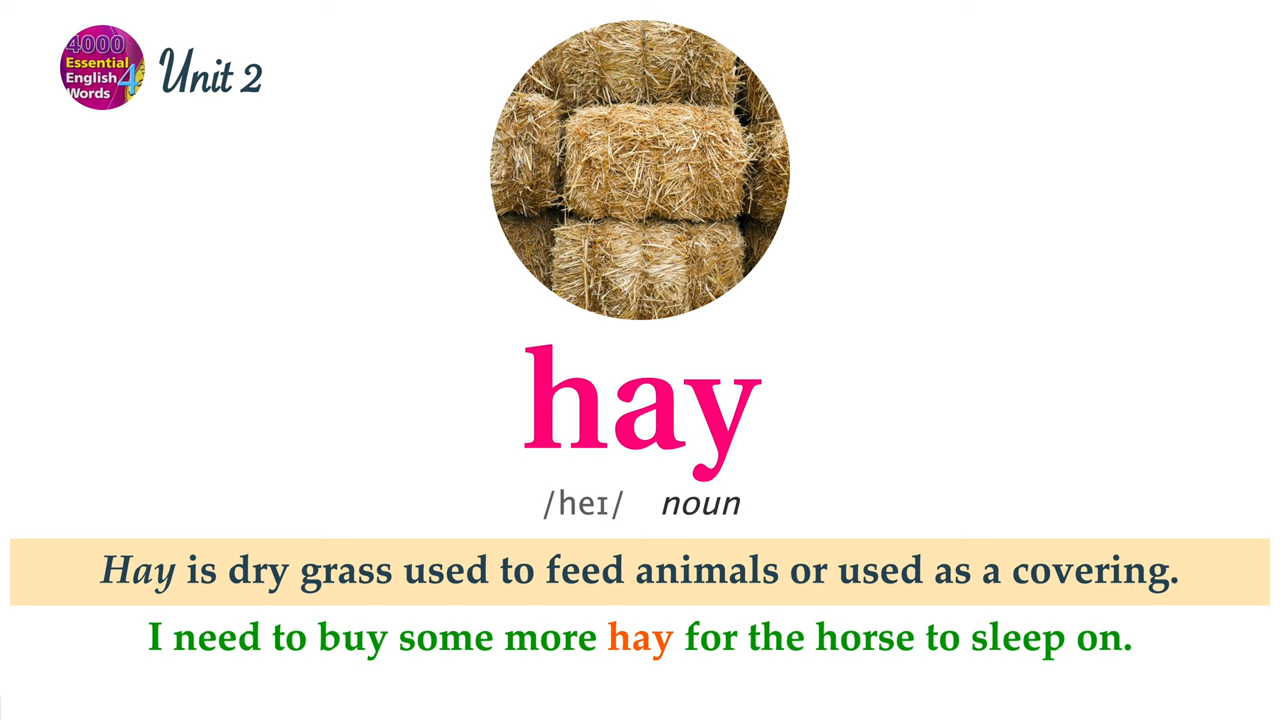 4000
Essential
English
Words
4
Unit 2
hay
/heɪ/ noun
Hay is dry grass used to feed animals or used as a covering.
I need to buy some more hay for the horse to sleep on.